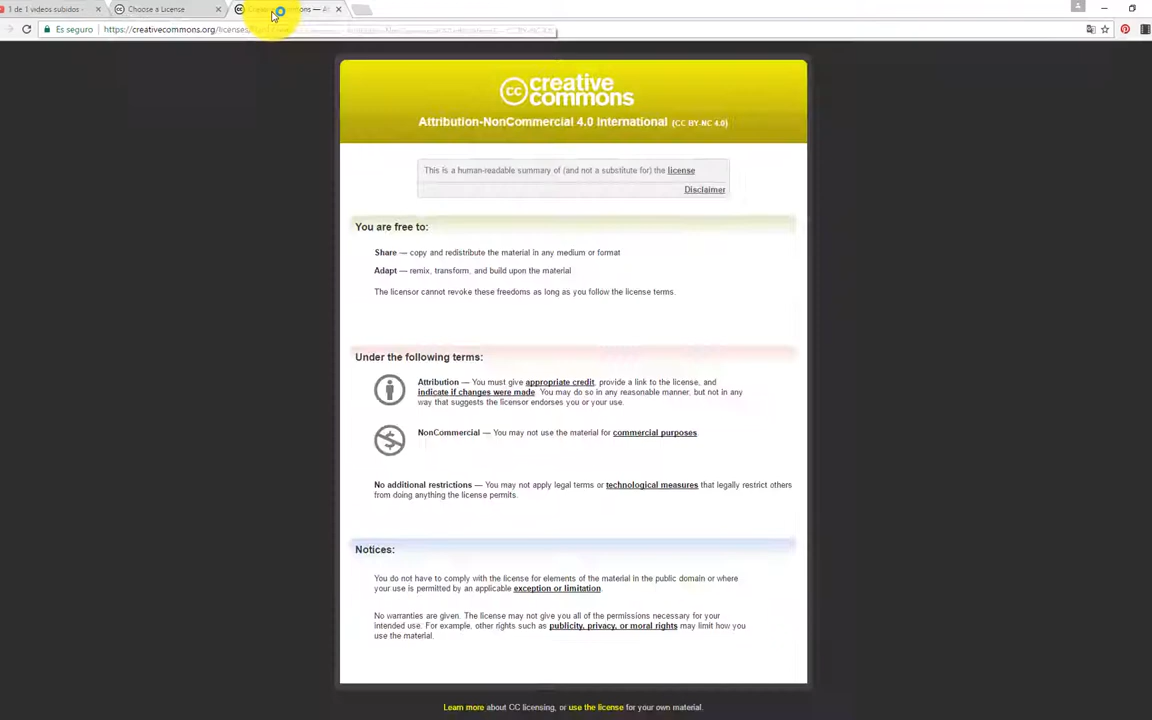 1 de 1 videos subidos -
Choose a License
Es seguro
https://creativecommons.org/licenses/
creative
commons
Attribution-NonCommercial 4.0 International (CC BY-NC 4.0)
This is a human-readable summary of (and not a substitute for) the license
Disclaimer
You are free to:
Share — copy and redistribute the material in any medium or format
Adapt — remix, transform, and build upon the material
The licensor cannot revoke these freedoms as long as you follow the license terms.
Under the following terms:
Attribution — You must give appropriate credit, provide a link to the license, and
indicate if changes were made. You may do so in any reasonable manner, but not in any
way that suggests the licensor endorses you or your use.
NonCommercial — You may not use the material for commercial purposes
No additional restrictions — You may not apply legal terms or technological measures that legally restrict others
from doing anything the license permits.
Notices:
You do not have to comply with the license for elements of the material in the public domain or where
your use is permitted by an applicable exception or limitation.
No warranties are given. The license may not give you all of the permissions necessary for your
intended use. For example, other rights such as publicity, privacy, or moral rights may limit how you
use the material.
Learn more about CC licensing, or use the license for your own material.